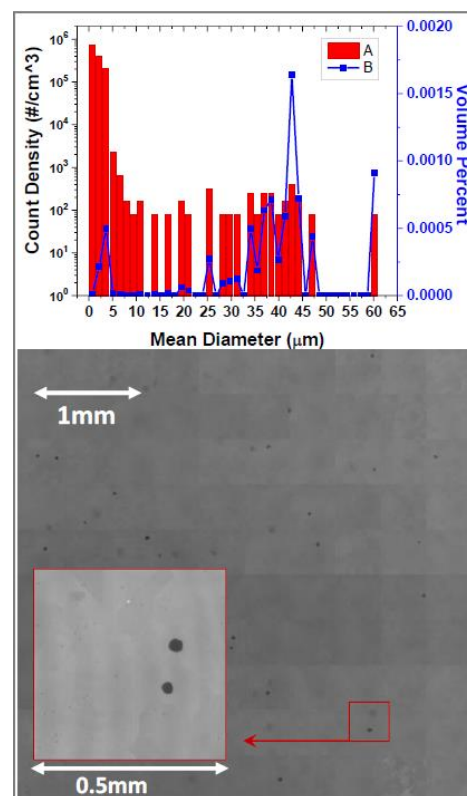 Count Density (#/cm^3)
10^6
10^5
10^4
10^3
10^2
10^1
10^0
A
B
0.0020
0.0015
0.0010
0.0005
0.0000
Volume Percent
0 5 10 15 20 25 30 35 40 45 50 55 60 65
Mean Diameter (μm)
1mm
0.5mm